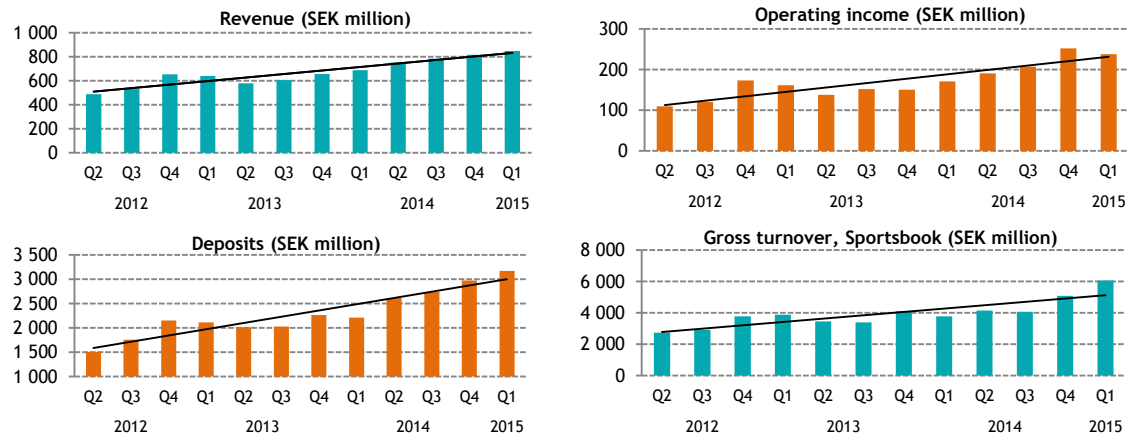 Revenue (SEK million)
1 000
800
600
400
200
0
Q2 Q3 Q4 Q1 Q2 Q3 Q4 Q1 Q2 Q3 Q4 Q1
2012 2013 2014 2015
Operating income (SEK million)
300
200
100
0
Q2 Q3 Q4 Q1 Q2 Q3 Q4 Q1 Q2 Q3 Q4 Q1
2012 2013 2014 2015
Deposits (SEK million)
3 500
3 000
2 500
2 000
1 500
1 000
Q2 Q3 Q4 Q1 Q2 Q3 Q4 Q1 Q2 Q3 Q4 Q1
2012 2013 2014 2015
Gross turnover, Sportsbook (SEK million)
8 000
6 000
4 000
2 000
0
Q2 Q3 Q4 Q1 Q2 Q3 Q4 Q1 Q2 Q3 Q4 Q1
2012 2013 2014 2015